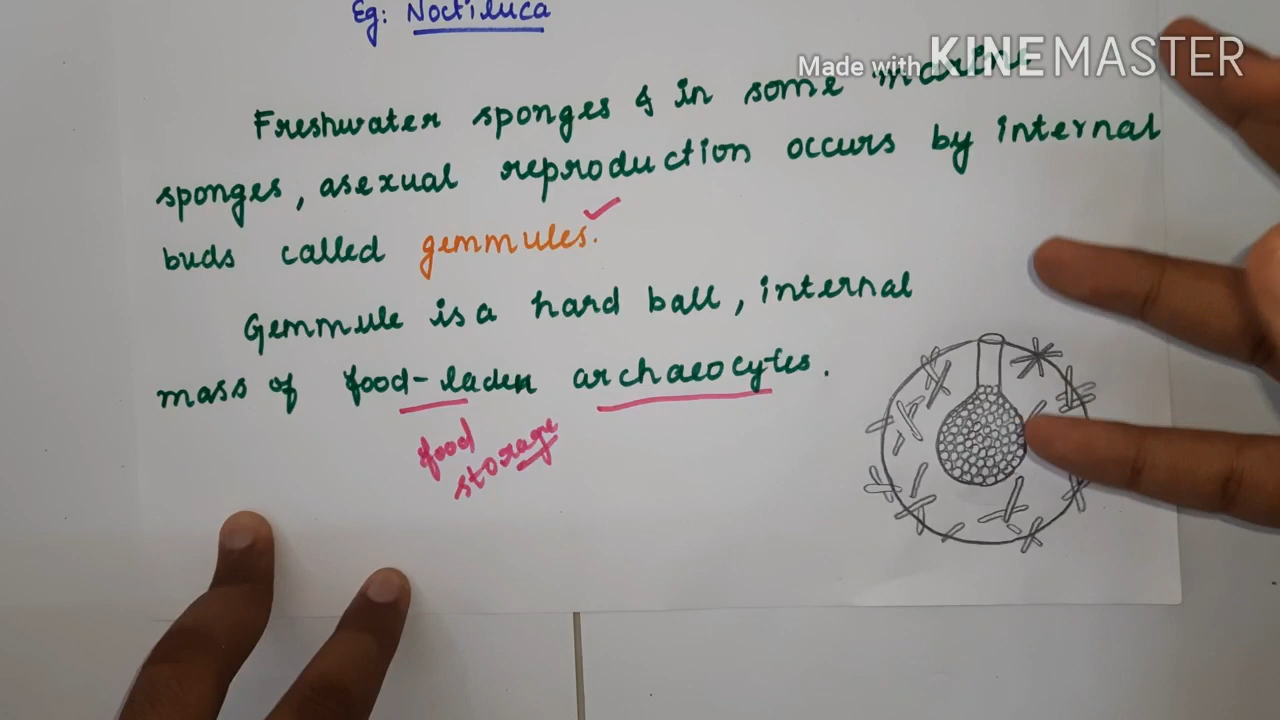 Eg: Noctiluca
Made with KINEMASTER
Freshwater sponges & in some marine
sponges, asexual reproduction occurs by internal
buds called gemmules.
Gemmule is a hard ball, internal
mass of food-laden archaeocytes.
food
storage